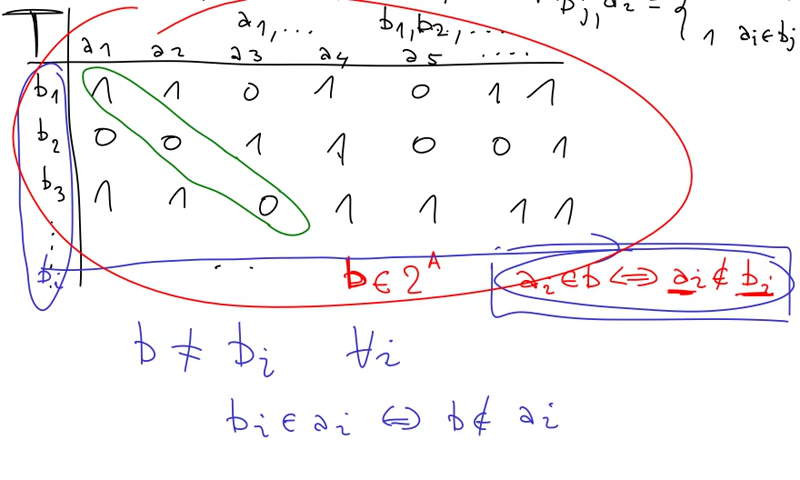 bj,a2 = {
a1,... b1,b2,... 1 ai∈bj
T a1 a2 a3 a4 a5 ....
b1 1 1 0 1 0 1 1
b2 0 0 1 1 0 0 1
b3 1 1 0 1 1 1 1
bi . . b∈2^A ai∈b⇔ai∉bi
b ≠ bi ∀i
bi∈ai ⇔ b∉ai